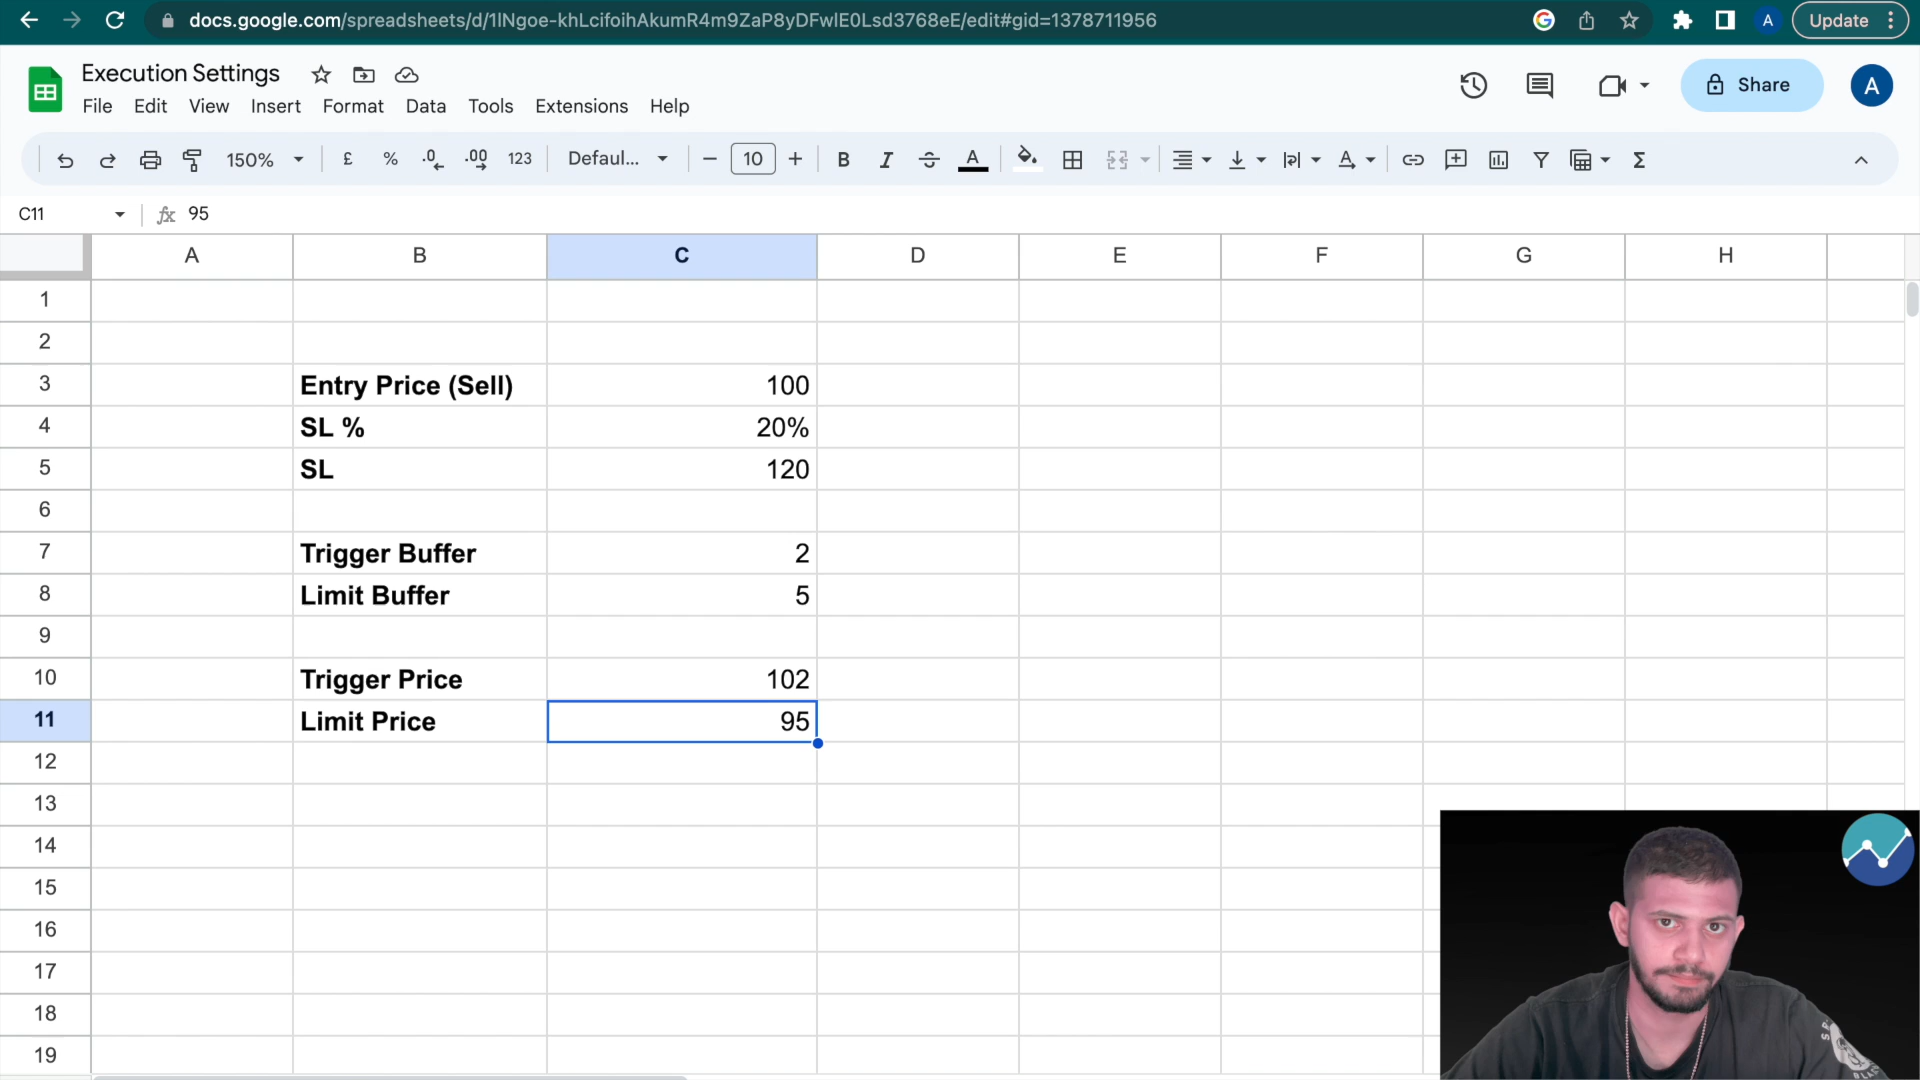 docs.google.com/spreadsheets/d/1lNgoe-khLcifoihAkumR4m9ZaP8yDFwlE0Lsd3768eE/edit#gid=1378711956
A
Update
Execution Settings
File Edit View Insert Format Data Tools Extensions Help
Share
A
150% £ % .0 .00 123 Defaul... 10 B I S A A Σ
C11 fx 95
A B C D E F G H
1
2
3 Entry Price (Sell) 100
4 SL % 20%
5 SL 120
6
7 Trigger Buffer 2
8 Limit Buffer 5
9
10 Trigger Price 102
11 Limit Price 95
12
13
14
15
16
17
18
19